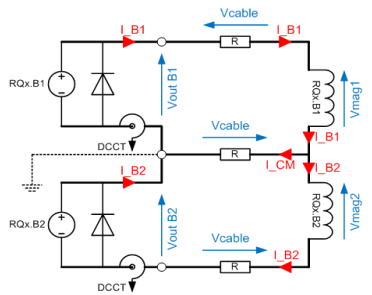 Vcable
I_B1
I_B1
R
RQx.B1
Vout B1
RQx.B1
Vmag1
Vcable
I_B1
DCCT
R
I_CM
I_B2
I_B2
RQx.B2
Vout B2
RQx.B2
Vmag2
Vcable
I_B2
DCCT
R